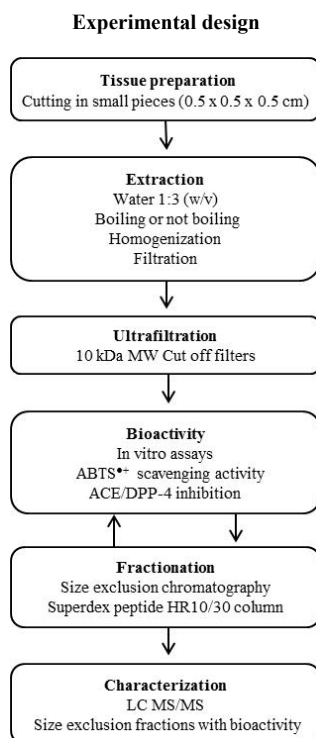 Experimental design
Tissue preparation
Cutting in small pieces (0.5 x 0.5 x 0.5 cm)
Extraction
Water 1:3 (w/v)
Boiling or not boiling
Homogenization
Filtration
Ultrafiltration
10 kDa MW Cut off filters
Bioactivity
In vitro assays
ABTS•+ scavenging activity
ACE/DPP-4 inhibition
Fractionation
Size exclusion chromatography
Superdex peptide HR10/30 column
Characterization
LC MS/MS
Size exclusion fractions with bioactivity